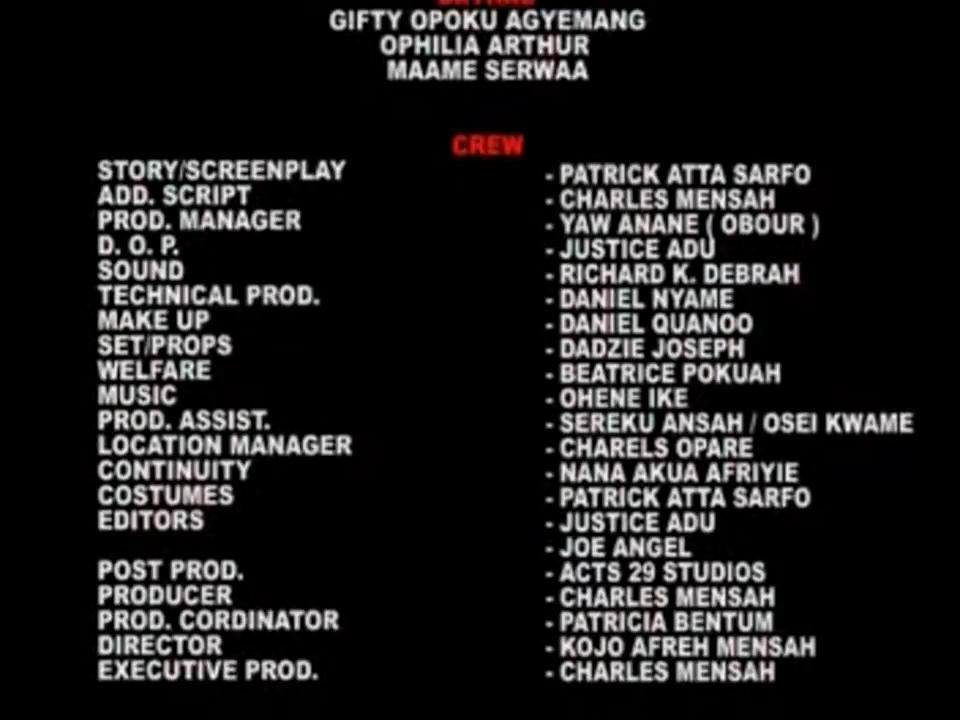 GIFTY OPOKU AGYEMANG
OPHILIA ARTHUR
MAAME SERWAA
CREW
STORY/SCREENPLAY - PATRICK ATTA SARFO
ADD. SCRIPT - CHARLES MENSAH
PROD. MANAGER - YAW ANANE ( OBOUR )
D. O. P. - JUSTICE ADU
SOUND - RICHARD K. DEBRAH
TECHNICAL PROD. - DANIEL NYAME
MAKE UP - DANIEL QUANOO
SET/PROPS - DADZIE JOSEPH
WELFARE - BEATRICE POKUAH
MUSIC - OHENE IKE
PROD. ASSIST. - SEREKU ANSAH / OSEI KWAME
LOCATION MANAGER - CHARELS OPARE
CONTINUITY - NANA AKUA AFRIYIE
COSTUMES - PATRICK ATTA SARFO
EDITORS - JUSTICE ADU
- JOE ANGEL
POST PROD. - ACTS 29 STUDIOS
PRODUCER - CHARLES MENSAH
PROD. CORDINATOR - PATRICIA BENTUM
DIRECTOR - KOJO AFREH MENSAH
EXECUTIVE PROD. - CHARLES MENSAH